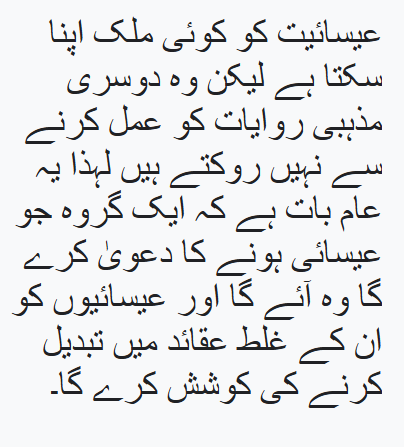 عیسائیت کو کوئی ملک اپنا
سکتا ہے لیکن وہ دوسری
مذہبی روایات کو عمل کرنے
سے نہیں روکتے ہیں لہذا یہ
عام بات ہے کہ ایک گروہ جو
عیسائی ہونے کا دعویٰ کرے
گا وہ آئے گا اور عیسائیوں کو
ان کے غلط عقائد میں تبدیل
کرنے کی کوشش کرے گا۔